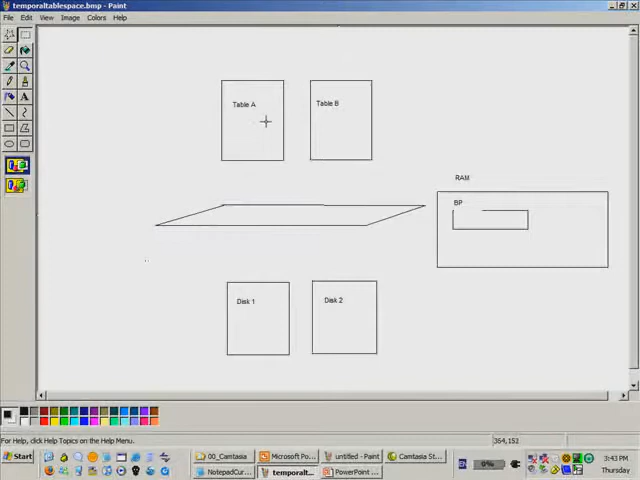 temporaltablespace.bmp - Paint
File Edit View Image Colors Help
Table A
Table B
RAM
BP
Disk 1
Disk 2
For Help, click Help Topics on the Help Menu.
354,152
Start
00_Camtasia
Microsoft Po...
untitled - Paint
Camtasia St...
EN
0%
3:43 PM
Thursday
NotepadCur...
temporalt...
PowerPoint ...